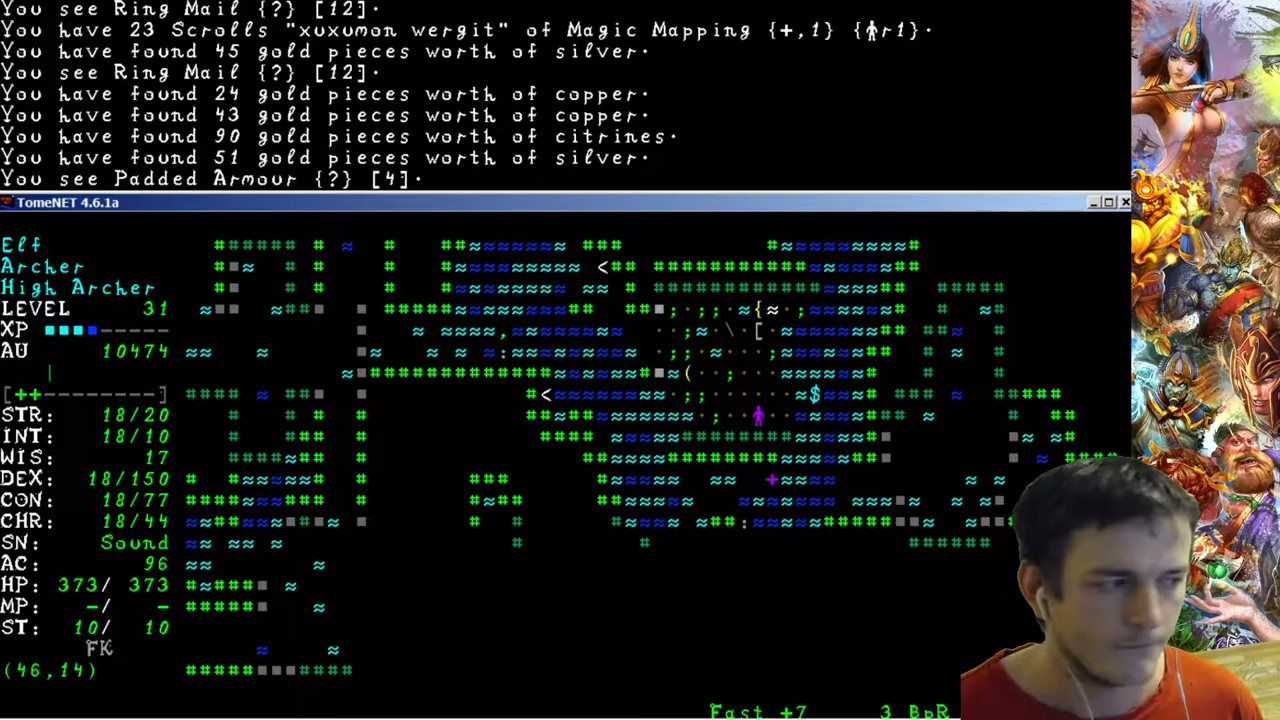 You see Ring Mail {?} [12].
You have 23 Scrolls "xuxumon wergit" of Magic Mapping {+,1} { r1}.
You have found 45 gold pieces worth of silver.
You see Ring Mail {?} [12].
You have found 24 gold pieces worth of copper.
You have found 43 gold pieces worth of copper.
You have found 90 gold pieces worth of citrines.
You have found 51 gold pieces worth of silver.
You see Padded Armour {?} [4].
TomeNET 4.6.1a
Elf
Archer
High Archer
LEVEL 31
XP
AU 10474
[++--------]
STR: 18/20
INT: 18/10
WIS: 17
DEX: 18/150
CON: 18/77
CHR: 18/44
SN: Sound
AC: 96
HP: 373/ 373
MP: -/ -
ST: 10/ 10
FK
(46,14)
Fast +7 3 BpR